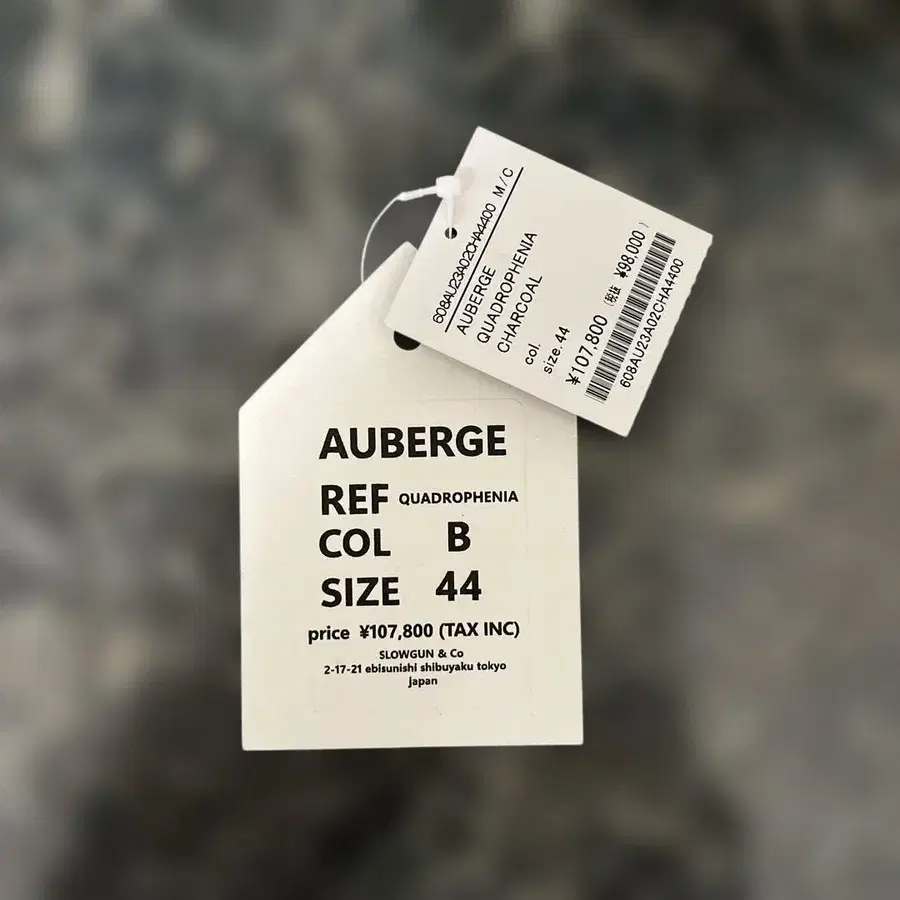 608AU23A02CHA4400 M/C
AUBERGE
QUADROPHENIA
CHARCOAL
col.
size. 44
¥107,800 (税抜 ¥98,000)
608AU23A02CHA4400
AUBERGE
REF QUADROPHENIA
COL B
SIZE 44
price ¥107,800 (TAX INC)
SLOWGUN & Co
2-17-21 ebisunishi shibuyaku tokyo
japan